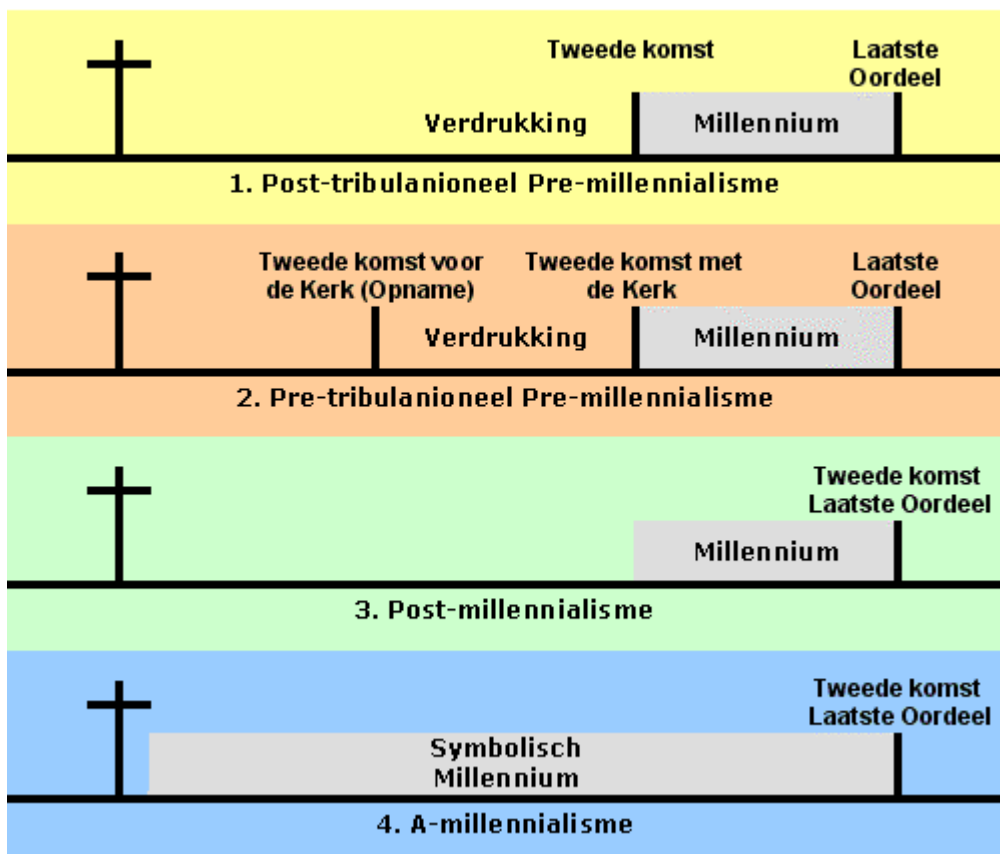 Tweede komst
Laatste
Oordeel
Verdrukking
Millennium
1. Post-tribulanioneel Pre-millennialisme
Tweede komst voor
de Kerk (Opname)
Tweede komst met
de Kerk
Laatste
Oordeel
Verdrukking
Millennium
2. Pre-tribulanioneel Pre-millennialisme
Tweede komst
Laatste Oordeel
Millennium
3. Post-millennialisme
Tweede komst
Laatste Oordeel
Symbolisch
Millennium
4. A-millennialisme